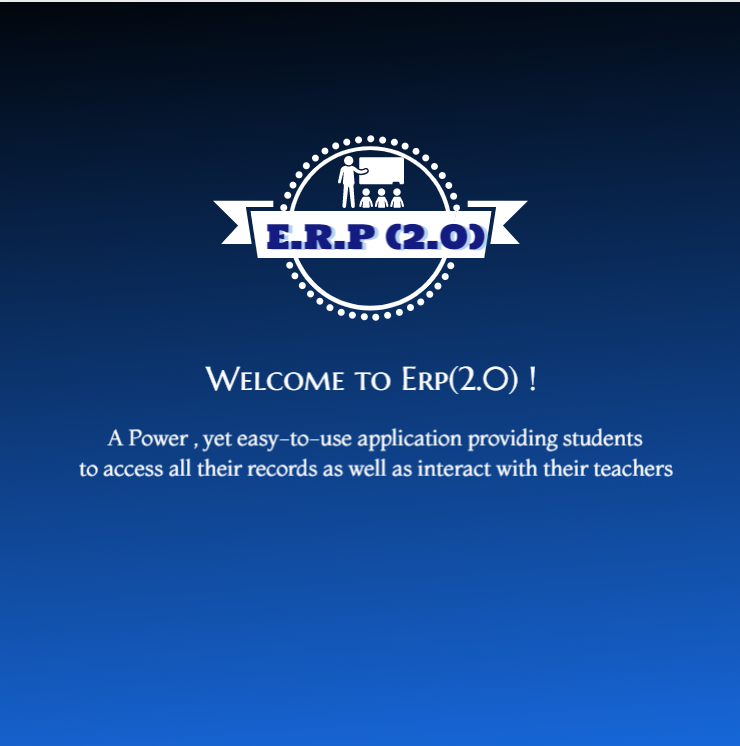 E.R.P (2.0)
Welcome to Erp(2.0) !
A Power , yet easy-to-use application providing students
to access all their records as well as interact with their teachers